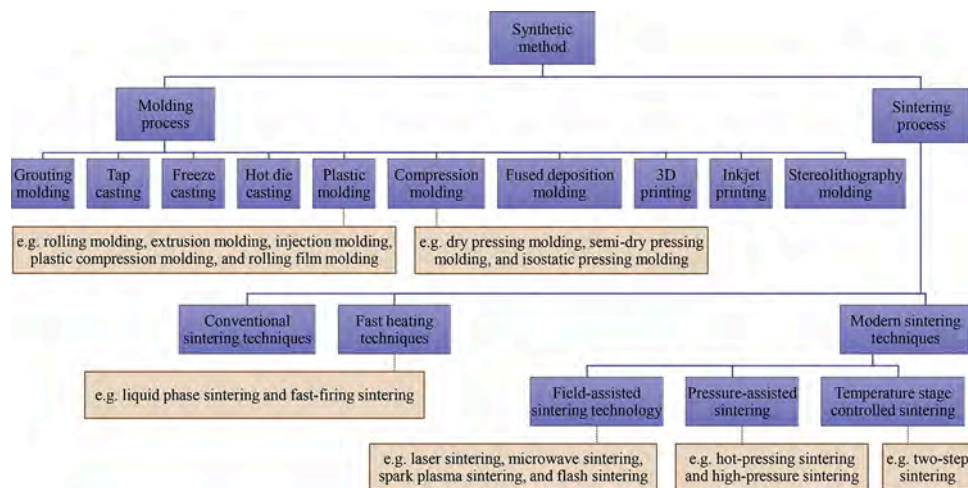 Synthetic
method
Molding
process
Sintering
process
Grouting
molding
Tap
casting
Freeze
casting
Hot die
casting
Plastic
molding
Compression
molding
Fused deposition
molding
3D
printing
Inkjet
printing
Stereolithography
molding
e.g. rolling molding, extrusion molding, injection molding,
plastic compression molding, and rolling film molding
e.g. dry pressing molding, semi-dry pressing
molding, and isostatic pressing molding
Conventional
sintering techniques
Fast heating
techniques
Modern sintering
techniques
e.g. liquid phase sintering and fast-firing sintering
Field-assisted
sintering technology
Pressure-assisted
sintering
Temperature stage
controlled sintering
e.g. laser sintering, microwave sintering,
spark plasma sintering, and flash sintering
e.g. hot-pressing sintering
and high-pressure sintering
e.g. two-step
sintering